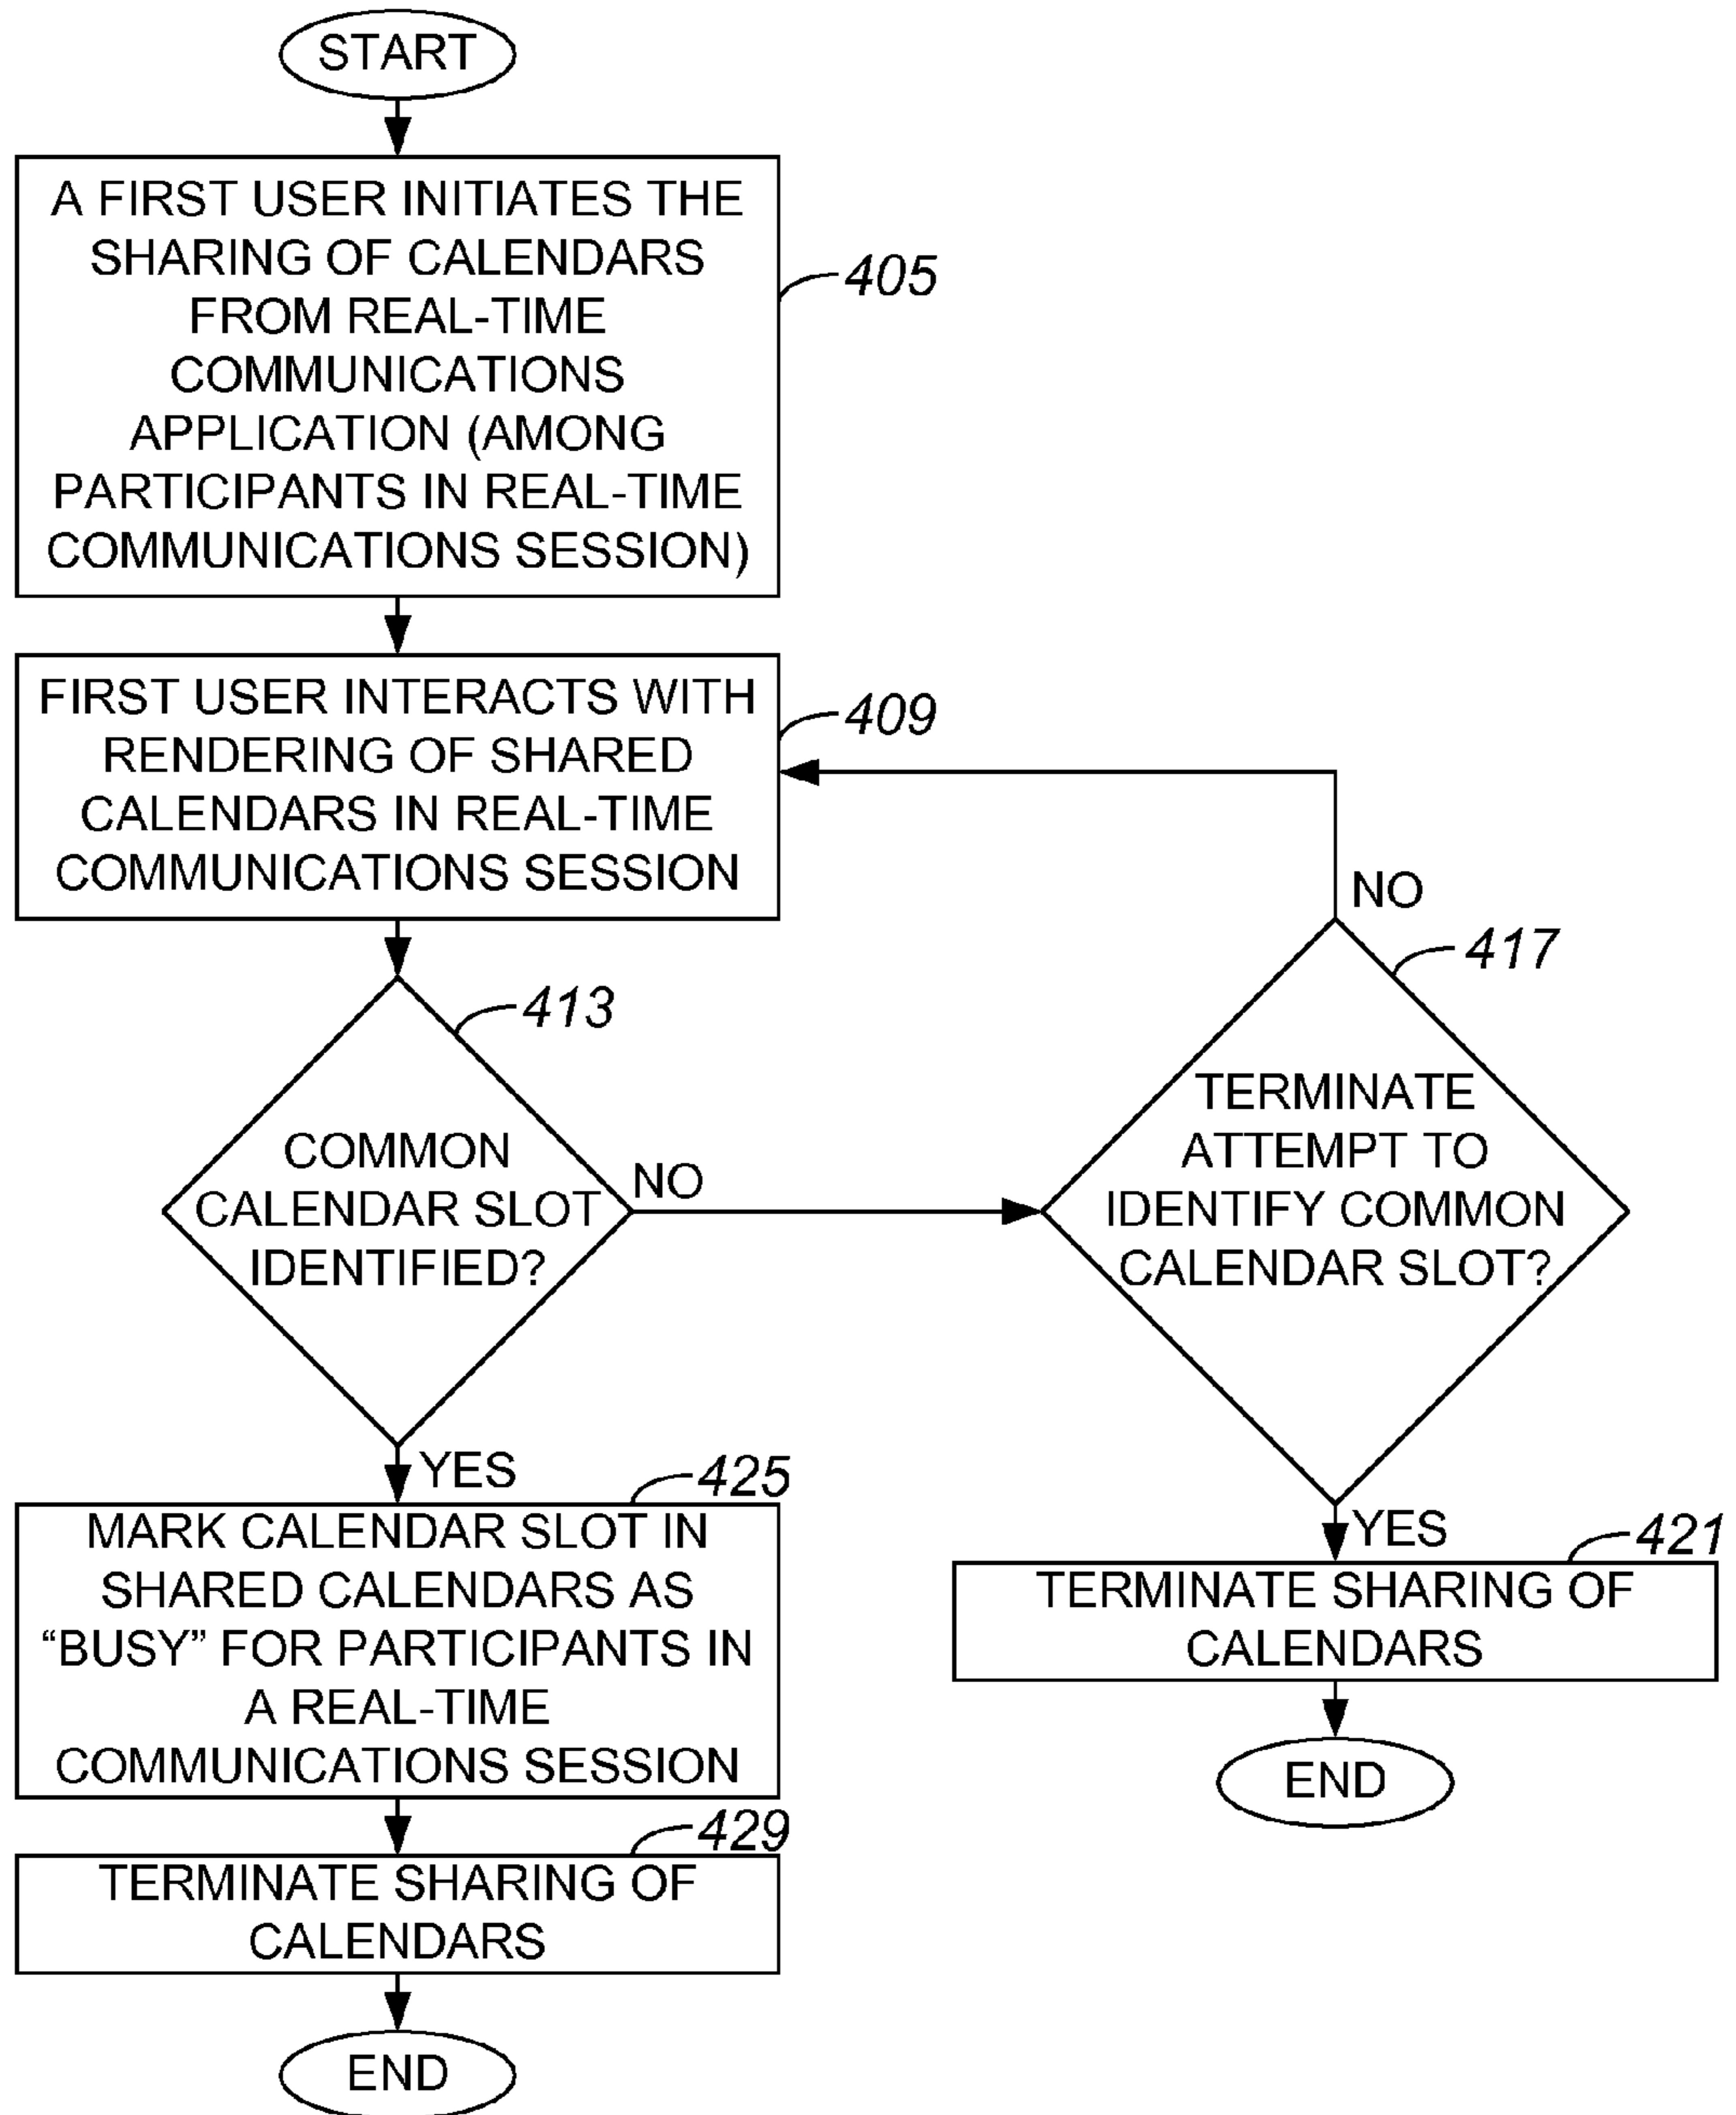 START
A FIRST USER INITIATES THE
SHARING OF CALENDARS
FROM REAL-TIME
COMMUNICATIONS
APPLICATION (AMONG
PARTICIPANTS IN REAL-TIME
COMMUNICATIONS SESSION)
405
FIRST USER INTERACTS WITH
RENDERING OF SHARED
CALENDARS IN REAL-TIME
COMMUNICATIONS SESSION
409
413
COMMON
CALENDAR SLOT
IDENTIFIED?
NO
YES
417
TERMINATE
ATTEMPT TO
IDENTIFY COMMON
CALENDAR SLOT?
NO
YES
421
TERMINATE SHARING OF
CALENDARS
END
425
MARK CALENDAR SLOT IN
SHARED CALENDARS AS
“BUSY” FOR PARTICIPANTS IN
A REAL-TIME
COMMUNICATIONS SESSION
429
TERMINATE SHARING OF
CALENDARS
END